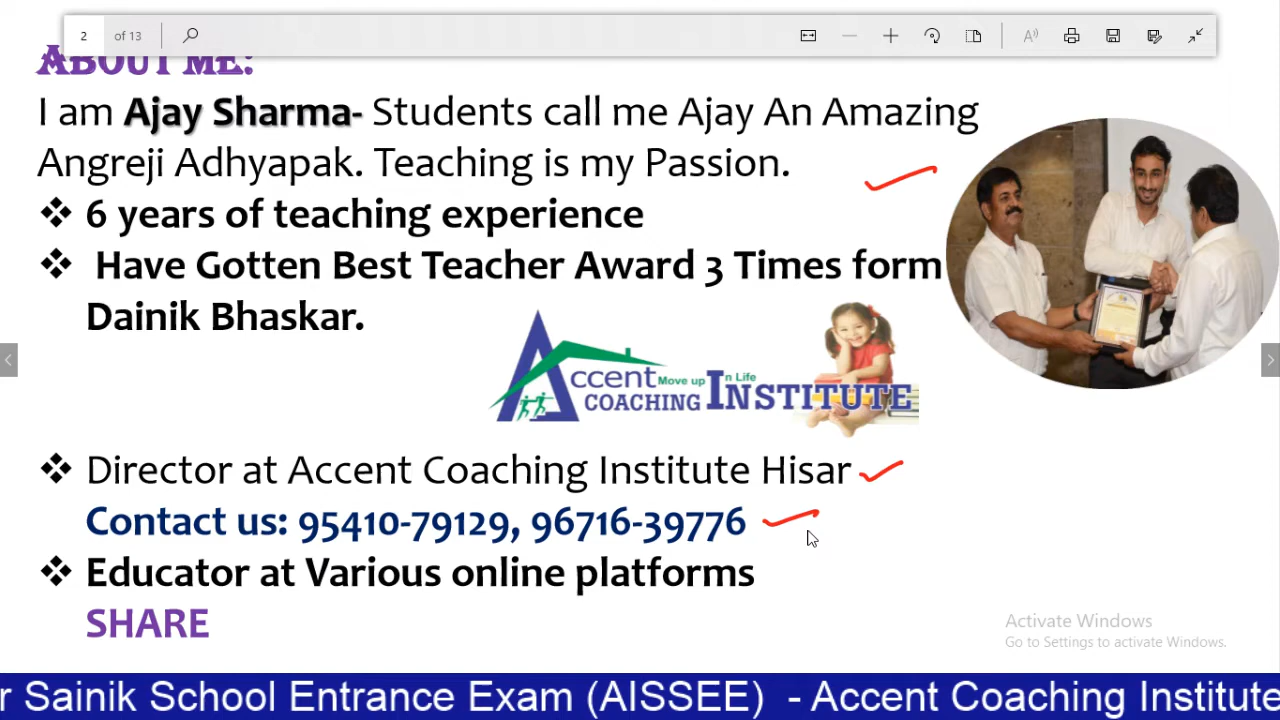 2 of 13
ABOUT ME:
I am Ajay Sharma- Students call me Ajay An Amazing
Angreji Adhyapak. Teaching is my Passion.
❖ 6 years of teaching experience
❖ Have Gotten Best Teacher Award 3 Times form
Dainik Bhaskar.
Accent Move up In Life
COACHING INSTITUTE
❖ Director at Accent Coaching Institute Hisar
Contact us: 95410-79129, 96716-39776
❖ Educator at Various online platforms
SHARE
Activate Windows
Go to Settings to activate Windows.
r Sainik School Entrance Exam (AISSEE) - Accent Coaching Institute